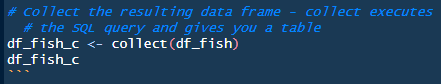 # Collect the resulting data frame - collect executes
# the SQL query and gives you a table
df_fish_c <- collect(df_fish)
df_fish_c
```